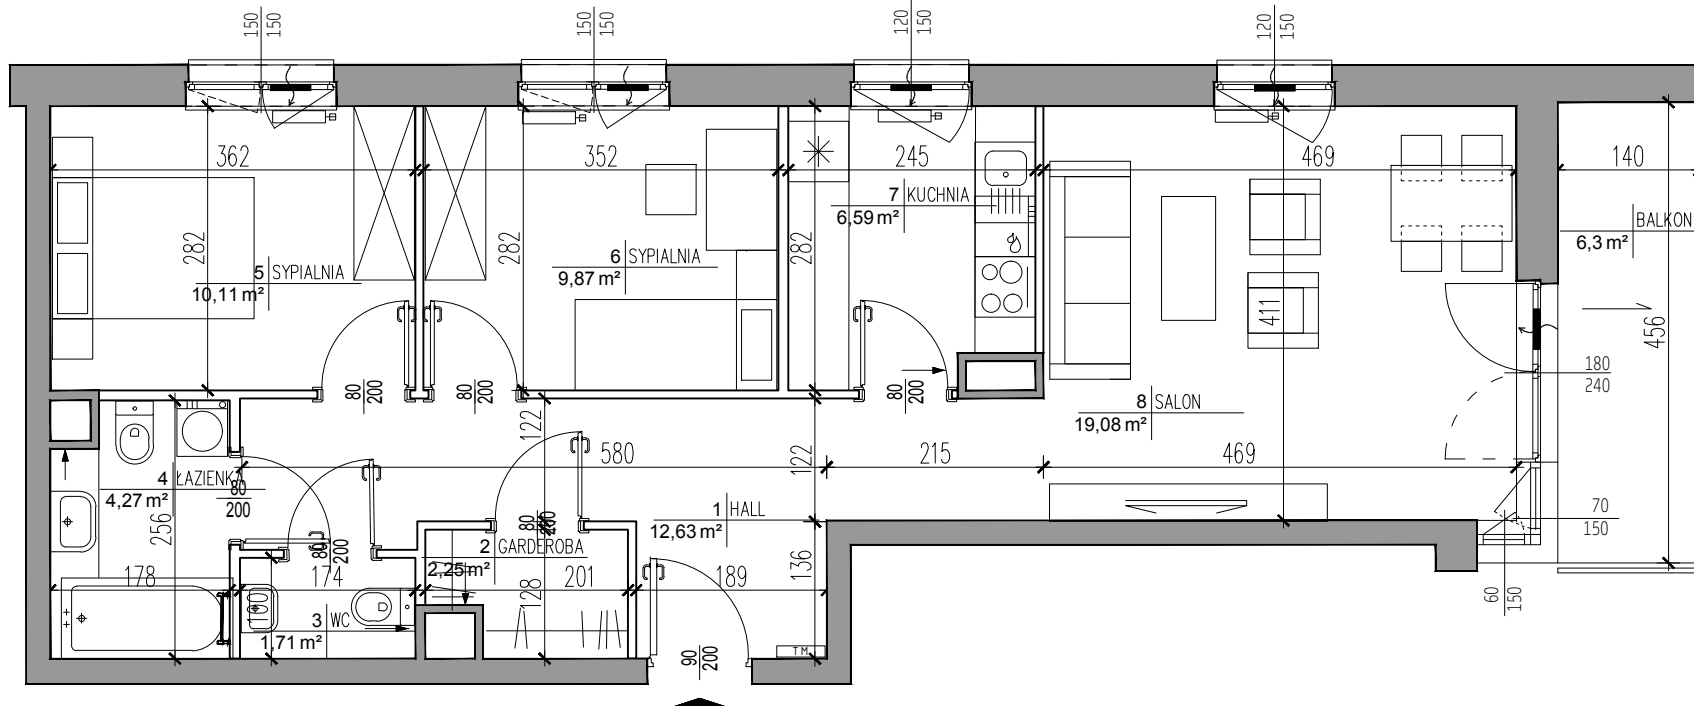 150
150
150
150
120
150
120
150
362
352
245
469
140
7 KUCHNIA
6,59 m²
BALKON
6,3 m²
282
282
282
5 SYPIALNIA
10,11 m²
6 SYPIALNIA
9,87 m²
411
456
180
240
80
200
80
200
80
200
8 SALON
19,08 m²
122
122
580
215
469
4 ŁAZIENKA
4,27 m²
80
200
256
1 HALL
12,63 m²
70
150
80
200
80
200
2 GARDEROBA
2,25 m²
178
174
201
189
136
128
100
3 WC
1,71 m²
60
150
90
200
TM